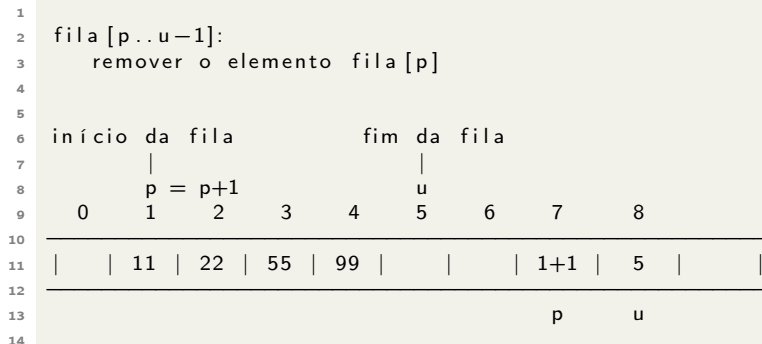 1
2 fila[p..u-1]:
3 remover o elemento fila[p]
4
5
6 início da fila fim da fila
7 | |
8 p = p+1 u
9 0 1 2 3 4 5 6 7 8
10
11 | | 11 | 22 | 55 | 99 | | | 1+1 | 5 | |
12
13 p u
14